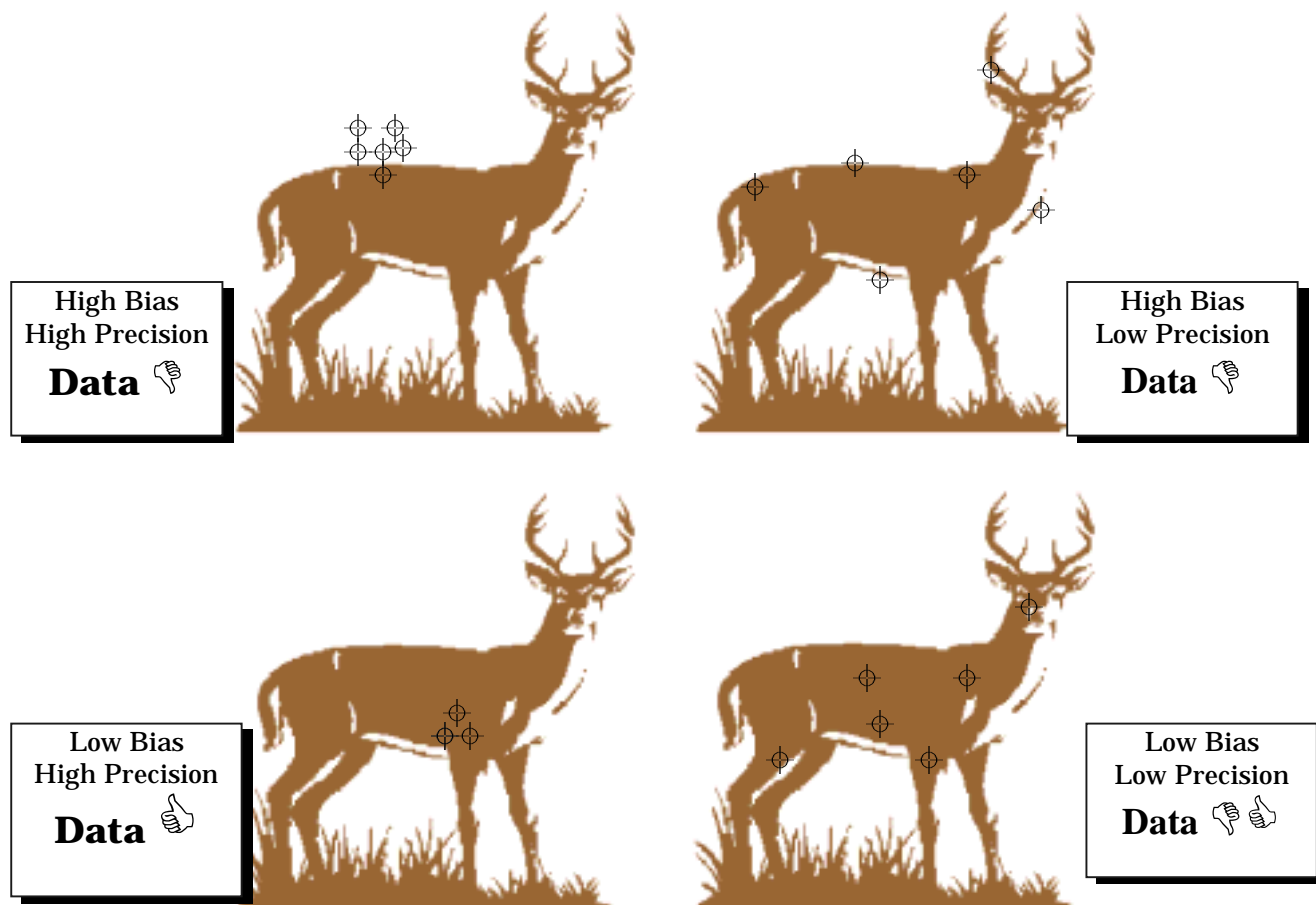 High Bias
High Precision
Data
High Bias
Low Precision
Data
Low Bias
High Precision
Data
Low Bias
Low Precision
Data